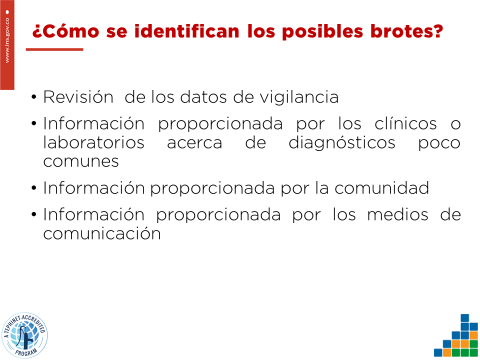 www.ins.gov.co
¿Cómo se identifican los posibles brotes?
• Revisión de los datos de vigilancia
• Información proporcionada por los clínicos o
laboratorios acerca de diagnósticos poco
comunes
• Información proporcionada por la comunidad
• Información proporcionada por los medios de
comunicación
A TEPHINET ACCREDITED
PROGRAM